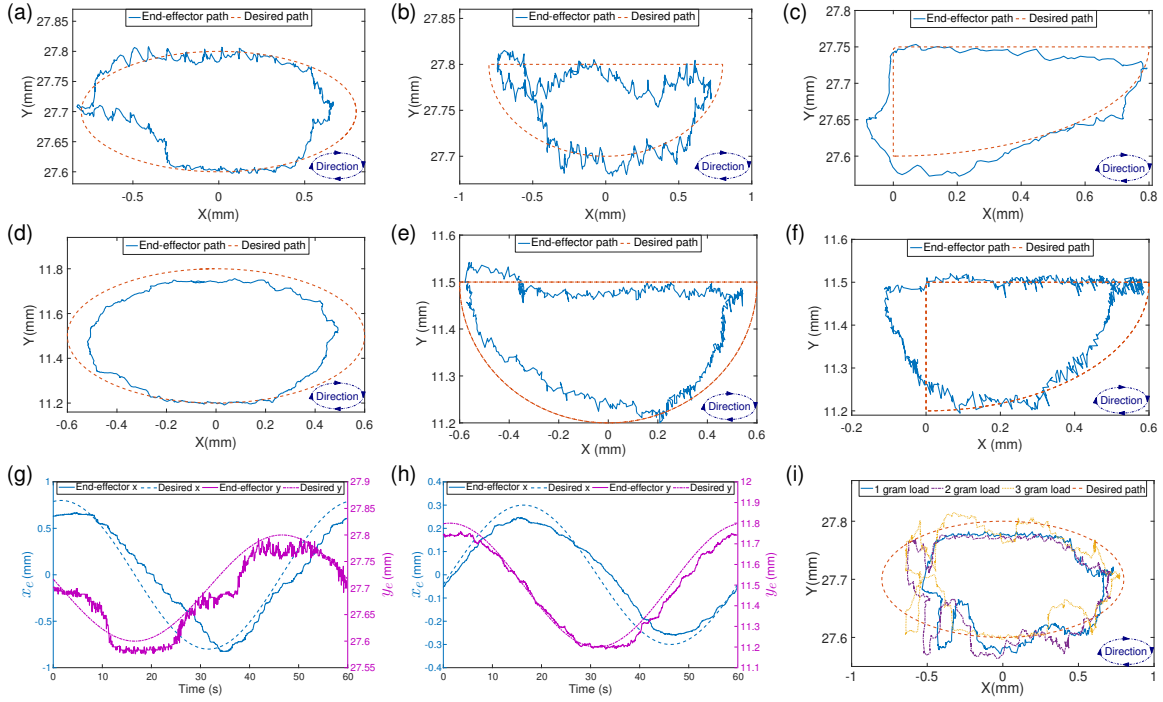 (a)
End-effector path Desired path
27.85
27.8
27.75
27.7
27.65
27.6
Y(mm)
-0.5 0 0.5
X(mm)
Direction
(b)
End-effector path Desired path
27.85
27.8
27.75
27.7
Y(mm)
-1 -0.5 0 0.5 1
X(mm)
Direction
(c)
End-effector path Desired path
27.75
27.7
27.65
27.6
Y(mm)
0 0.2 0.4 0.6 0.8
X(mm)
Direction
(d)
End-effector path Desired path
11.8
11.6
11.4
11.2
Y (mm)
-0.6 -0.4 -0.2 0 0.2 0.4 0.6
X(mm)
Direction
(e)
End-effector path Desired path
11.6
11.5
11.4
11.3
11.2
Y (mm)
-0.6 -0.4 -0.2 0 0.2 0.4 0.6
X (mm)
Direction
(f)
End-effector path Desired path
11.6
11.5
11.4
11.3
11.2
Y (mm)
-0.2 0 0.2 0.4 0.6
X (mm)
Direction
(g)
End-effector x Desired x End-effector y Desired y
1
0.5
0
-0.5
-1
xe (mm)
27.9
27.85
27.8
27.75
27.7
27.65
27.6
27.55
ye (mm)
0 10 20 30 40 50 60
Time (s)
(h)
End-effector x Desired x End-effector y Desired y
0.4
0.3
0.2
0.1
0
-0.1
-0.2
-0.3
-0.4
xe (mm)
12
11.9
11.8
11.7
11.6
11.5
11.4
11.3
11.2
11.1
ye (mm)
0 10 20 30 40 50 60
Time (s)
(i)
1 gram load 2 gram load 3 gram load Desired path
27.8
27.7
27.6
Y(mm)
-1 -0.5 0 0.5 1
X(mm)
Direction